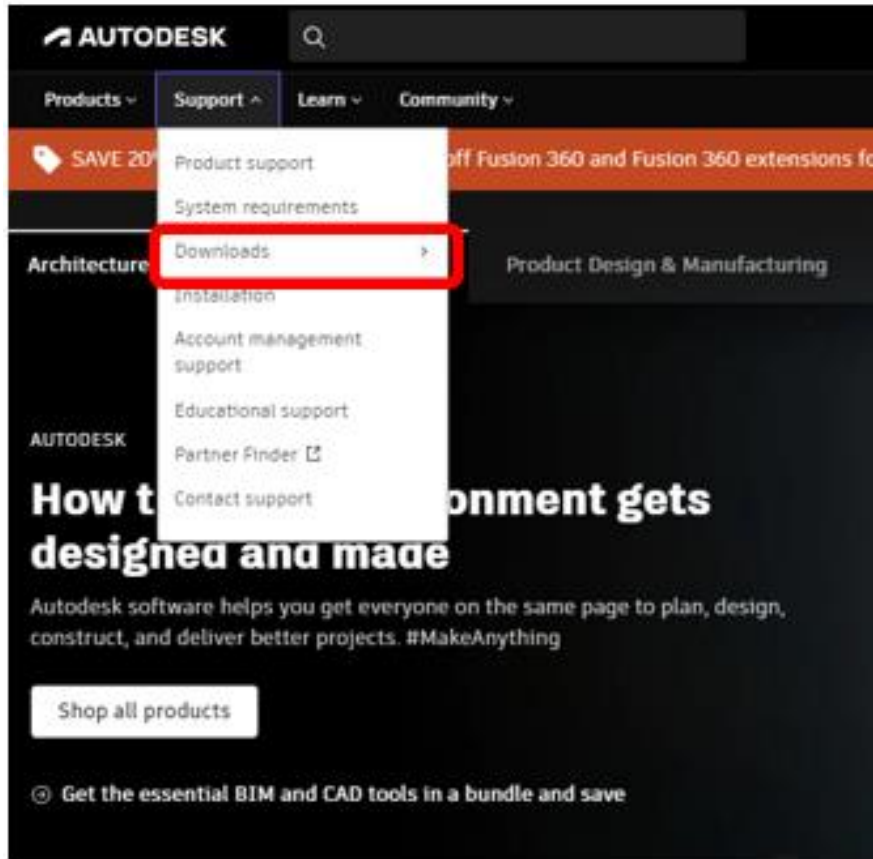 AUTODESK
Products Support Learn Community
SAVE 20 off Fusion 360 and Fusion 360 extensions fo
Product support
System requirements
Downloads
Installation
Account management
support
Educational support
Partner Finder
Contact support
Architecture Product Design & Manufacturing
AUTODESK
How t onment gets
designed and made
Autodesk software helps you get everyone on the same page to plan, design,
construct, and deliver better projects. #MakeAnything
Shop all products
Get the essential BIM and CAD tools in a bundle and save